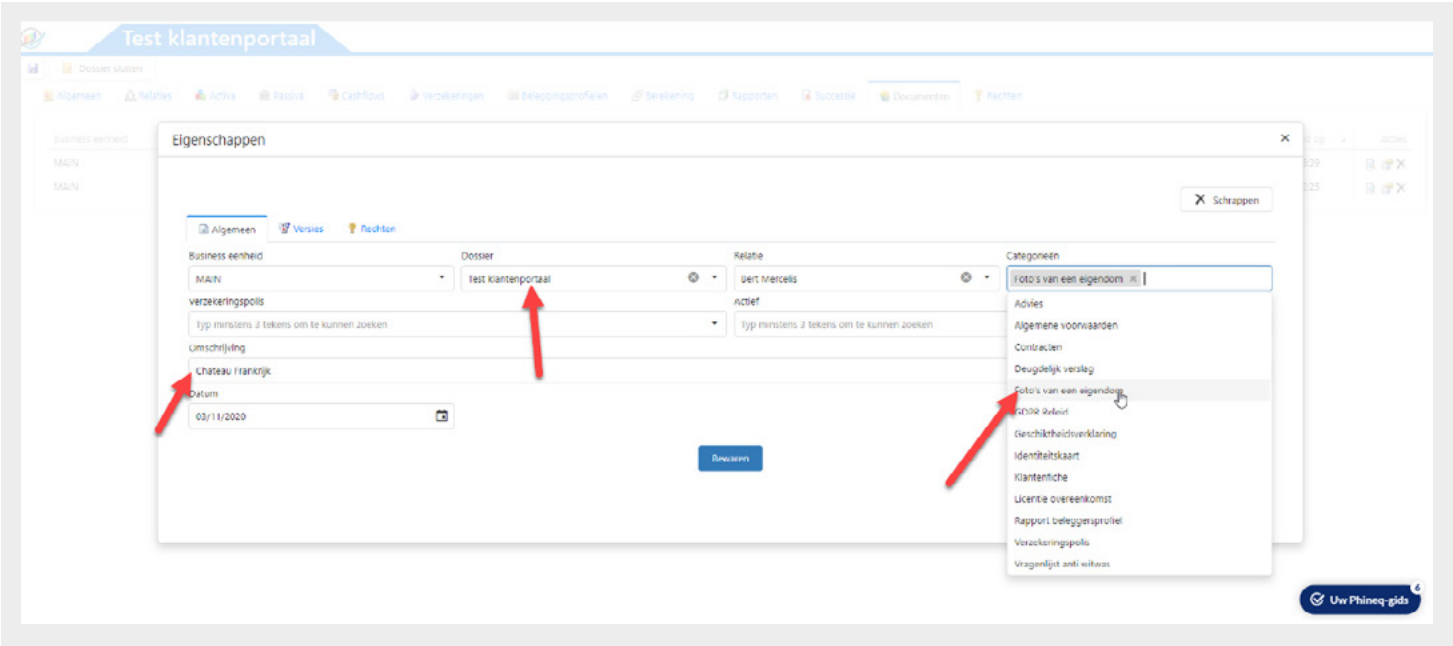 Test klantenportaal
Dossier sluiten
Algemeen Relaties Activa Passiva Cashflows Verzekeringen Beleggingsprofielen Berekening Rapporten Successie Documenten Rechten
Business eenheid Acties
MAIN
MAIN
Eigenschappen
Schrappen
Algemeen Versies Rechten
Business eenheid Dossier Relatie Categorieën
MAIN Test klantenportaal Bert Mercelis Foto's van een eigendom
Verzekeringspolis Actief
Typ minstens 3 tekens om te kunnen zoeken Typ minstens 3 tekens om te kunnen zoeken
Omschrijving
Chateau Frankrijk
Datum
03/11/2020
Bewaren
Advies
Algemene voorwaarden
Contracten
Deugdelijk verslag
Foto's van een eigendom
GDPR Beleid
Geschiktheidsverklaring
Identiteitskaart
Klantenfiche
Licentie overeenkomst
Rapport beleggersprofiel
Verzekeringspolis
Vragenlijst anti witwas
6
Uw Phineq-gids